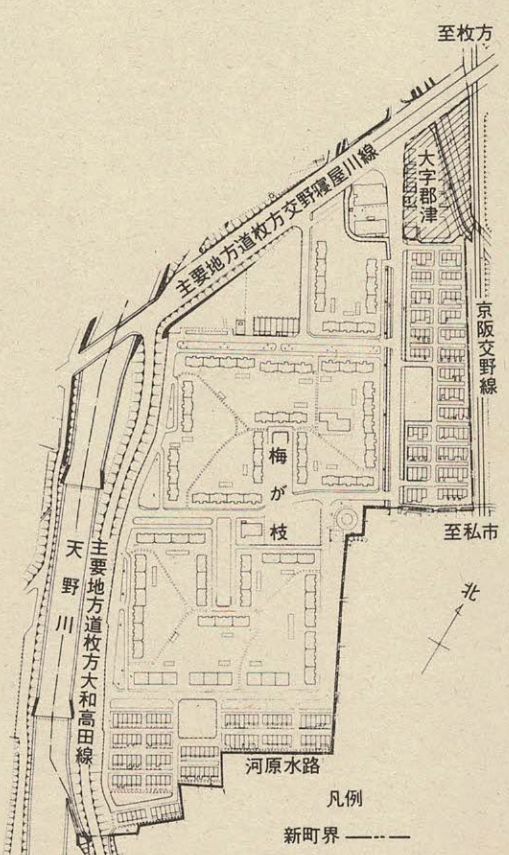 至枚方
大字郡津
主要地方道枚方交野寝屋川線
京阪交野線
梅が枝
至私市
天野川
主要地方道枚方大和高田線
北
河原水路
凡例
新町界